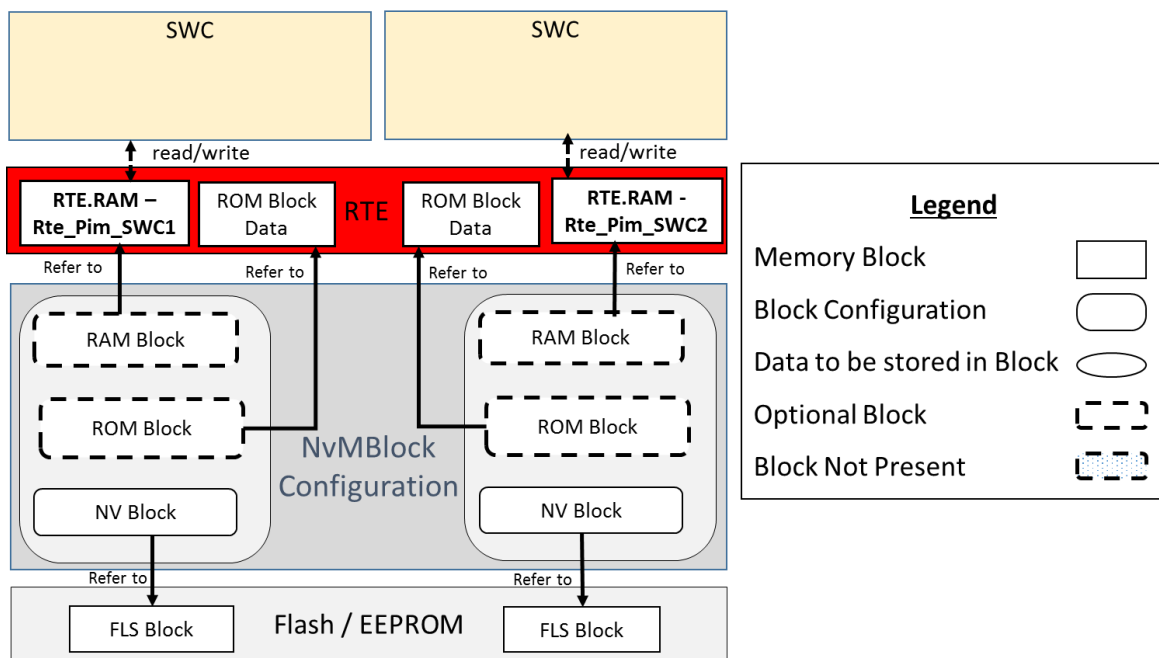 SWC
SWC
read/write
read/write
RTE.RAM –
Rte_Pim_SWC1
ROM Block
Data
RTE
ROM Block
Data
RTE.RAM -
Rte_Pim_SWC2
Refer to
Refer to
Refer to
Refer to
RAM Block
RAM Block
ROM Block
ROM Block
NvMBlock
Configuration
NV Block
NV Block
Refer to
Refer to
FLS Block
Flash / EEPROM
FLS Block
Legend
Memory Block
Block Configuration
Data to be stored in Block
Optional Block
Block Not Present